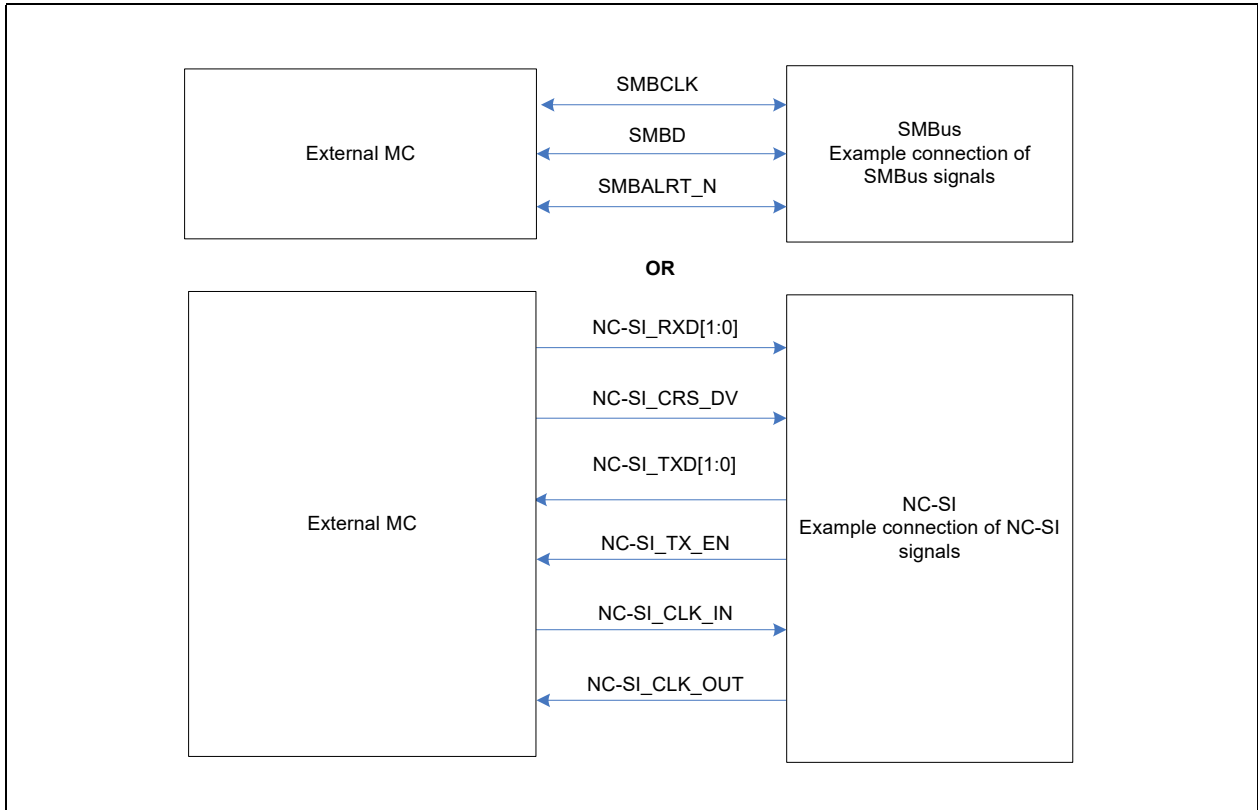 SMBCLK
SMBD
SMBALRT_N
External MC
SMBus
Example connection of
SMBus signals
OR
NC-SI_RXD[1:0]
NC-SI_CRS_DV
NC-SI_TXD[1:0]
NC-SI_TX_EN
NC-SI_CLK_IN
NC-SI_CLK_OUT
External MC
NC-SI
Example connection of NC-SI
signals